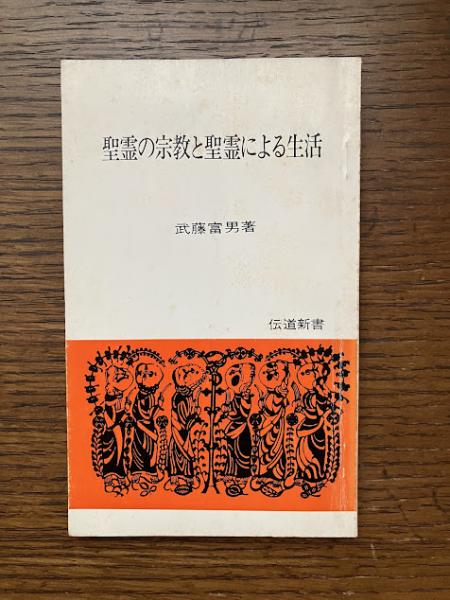 聖霊の宗教と聖霊による生活
武藤富男著
伝道新書